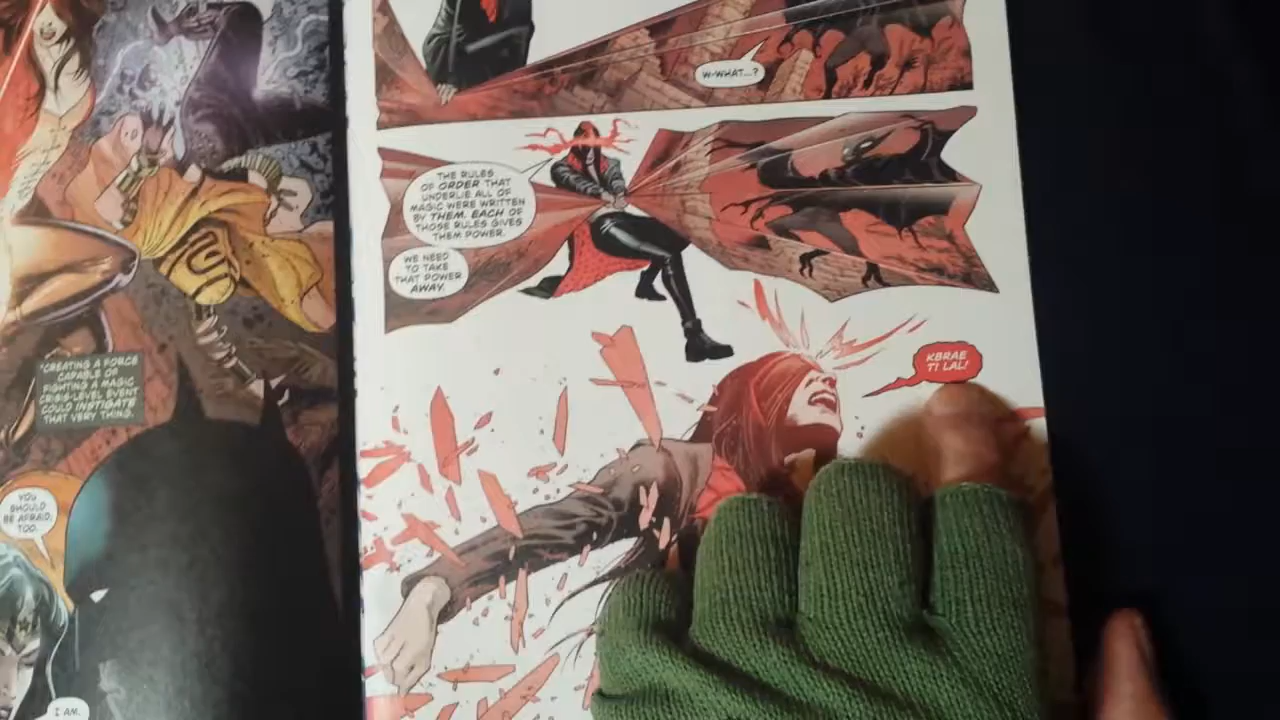 "CREATING A FORCE
CAPABLE OF
FIGHTING A MAGIC
CRISIS-LEVEL EVENT
COULD INSTIGATE
THAT VERY THING.
YOU
SHOULD
BE AFRAID,
TOO.
I AM.
W-WHAT...?
THE RULES
OF ORDER THAT
UNDERLIE ALL OF
MAGIC WERE WRITTEN
BY THEM. EACH OF
THOSE RULES GIVES
THEM POWER.
WE NEED
TO TAKE
THAT POWER
AWAY.
KBRAE
TI LAL!